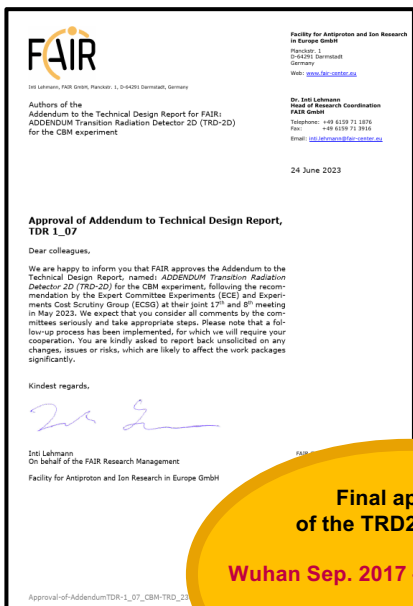 FAIR
Facility for Antiproton and Ion Research
in Europe GmbH
Planckstr. 1
D-64291 Darmstadt
Germany
Web: www.fair-center.eu
Inti Lehmann, FAIR GmbH, Planckstr. 1, D-64291 Darmstadt, Germany
Authors of the
Addendum to the Technical Design Report for FAIR:
ADDENDUM Transition Radiation Detector 2D (TRD-2D)
for the CBM experiment
Dr. Inti Lehmann
Head of Research Coordination
FAIR GmbH
Telephone: +49 6159 71 1876
Fax: +49 6159 71 3916
Email: inti.lehmann@fair-center.eu
24 June 2023
Approval of Addendum to Technical Design Report,
TDR 1_07
Dear colleagues,
We are happy to inform you that FAIR approves the Addendum to the
Technical Design Report, named: ADDENDUM Transition Radiation
Detector 2D (TRD-2D) for the CBM experiment, following the recom-
mendation by the Expert Committee Experiments (ECE) and Experi-
ments Cost Scrutiny Group (ECSG) at their joint 17th and 8th meeting
in May 2023. We expect that you consider all comments by the com-
mittees seriously and take appropriate steps. Please note that a fol-
low-up process has been implemented, for which we will require your
cooperation. You are kindly asked to report back unsolicited on any
changes, issues or risks, which are likely to affect the work packages
significantly.
Kindest regards,
Inti Lehmann
On behalf of the FAIR Research Management
Facility for Antiproton and Ion Research in Europe GmbH
Final ap
of the TRD2
Wuhan Sep. 2017
Approval-of-AddendumTDR-1_07_CBM-TRD_23